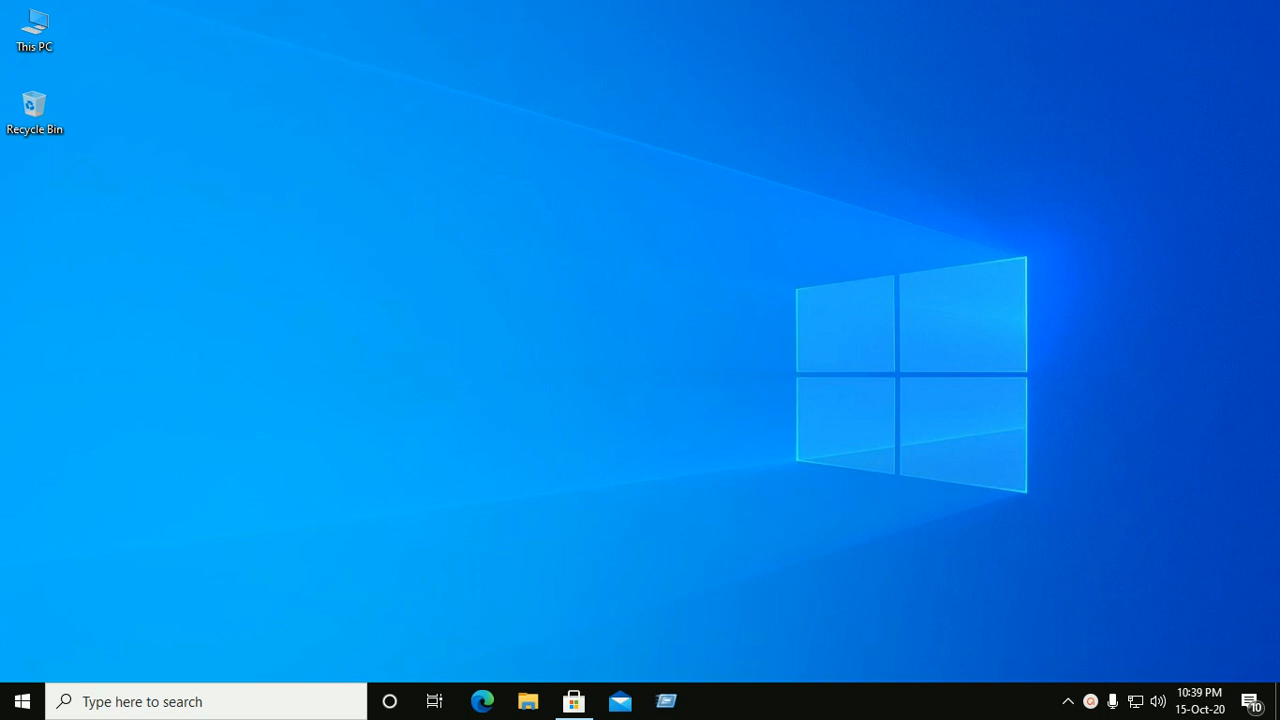 This PC
Recycle Bin
Type here to search
10:39 PM
15-Oct-20
10